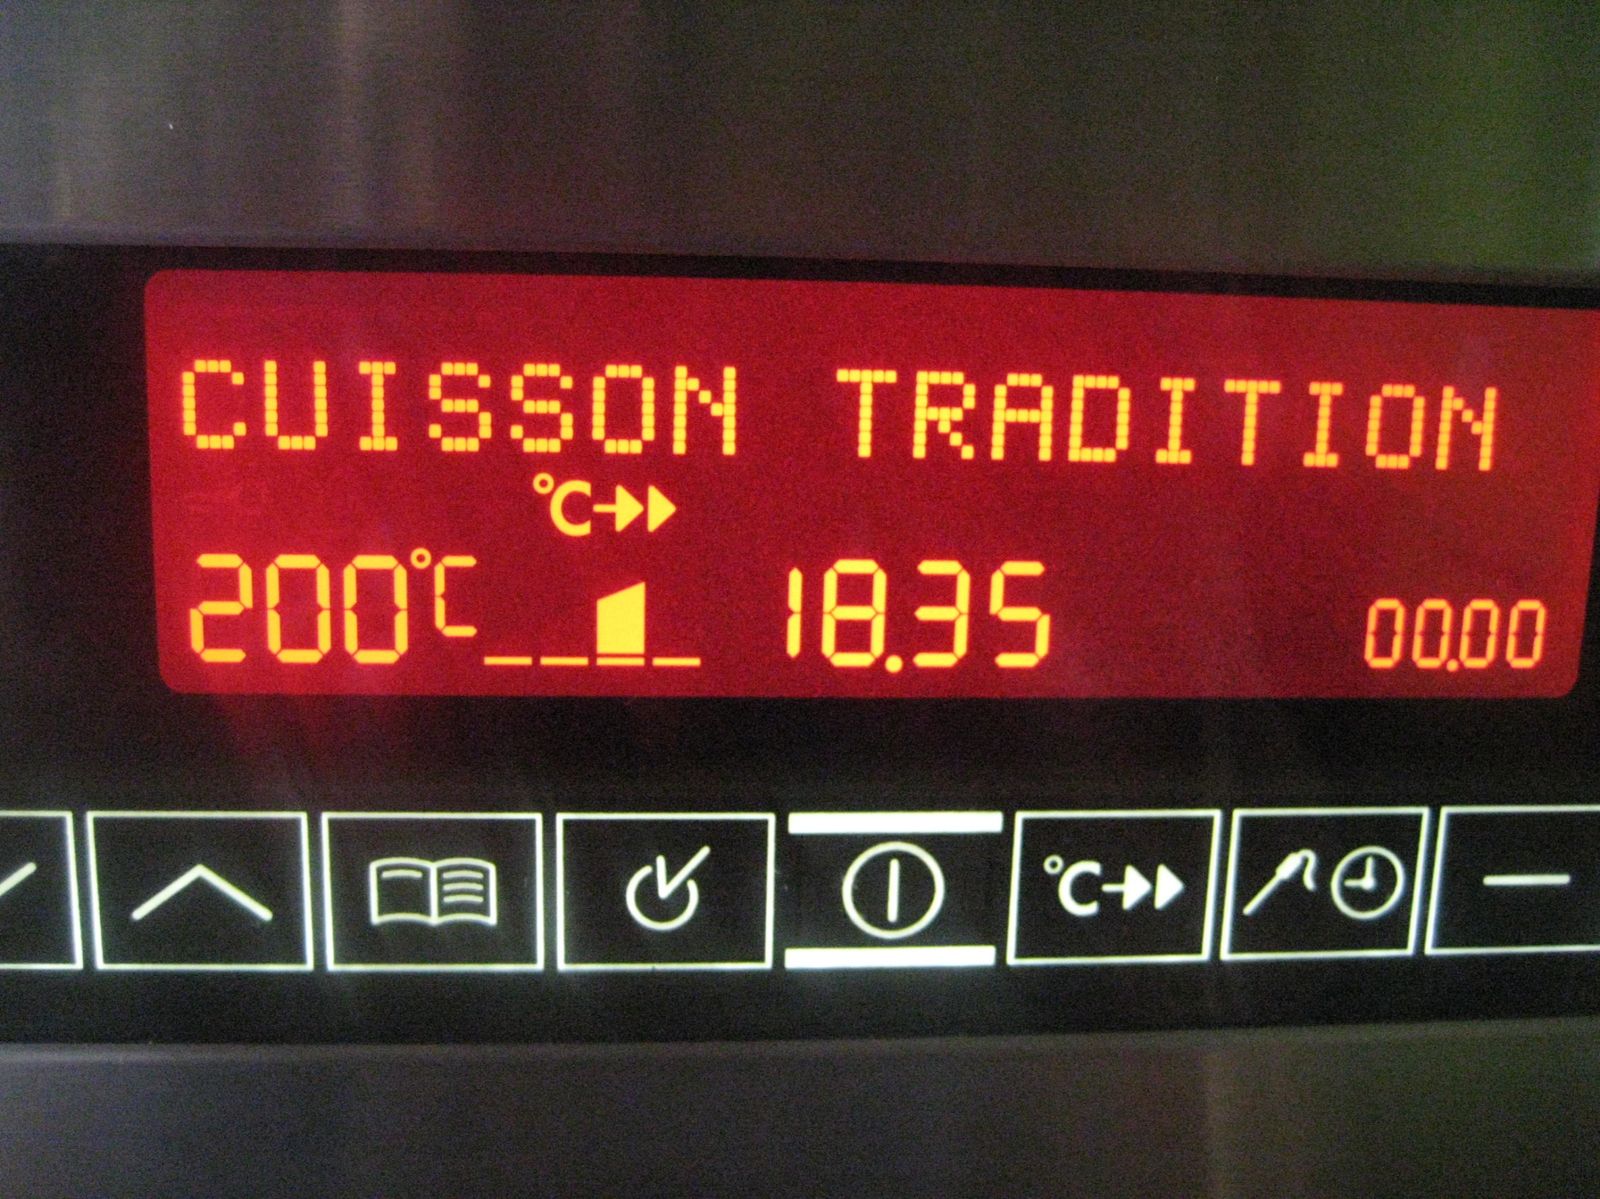 CUISSON TRADITION
°C
200°C 18.35 00.00
°C